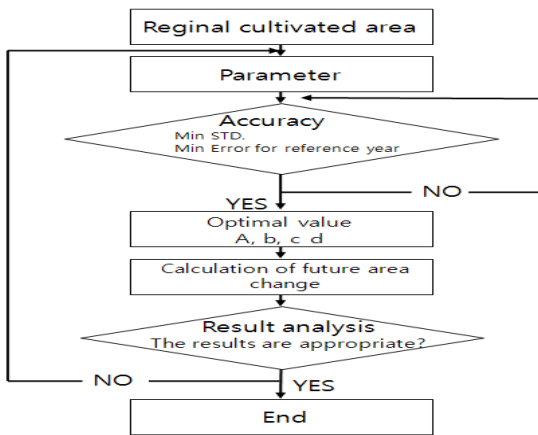 Reginal cultivated area
Parameter
Accuracy
Min STD.
Min Error for reference year
NO
YES
Optimal value
A, b, c d
Calculation of future area
change
Result analysis
The results are appropriate?
NO
YES
End